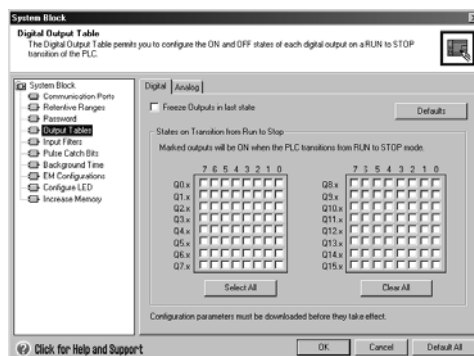 System Block
Digital Output Table
The Digital Output Table permits you to configure the ON and OFF states of each digital output on a RUN to STOP
transition of the PLC.
System Block
Communication Ports
Retentive Ranges
Password
Output Tables
Input Filters
Pulse Catch Bits
Background Time
EM Configurations
Configure LED
Increase Memory
Digital Analog
Freeze Outputs in last state
Defaults
States on Transition from Run to Stop
Marked outputs will be ON when the PLC transitions from RUN to STOP mode.
7 6 5 4 3 2 1 0
Q0.x
Q1.x
Q2.x
Q3.x
Q4.x
Q5.x
Q6.x
Q7.x
Select All
7 6 5 4 3 2 1 0
Q8.x
Q9.x
Q10.x
Q11.x
Q12.x
Q13.x
Q14.x
Q15.x
Clear All
Configuration parameters must be downloaded before they take effect.
Click for Help and Support
OK
Cancel
Default All